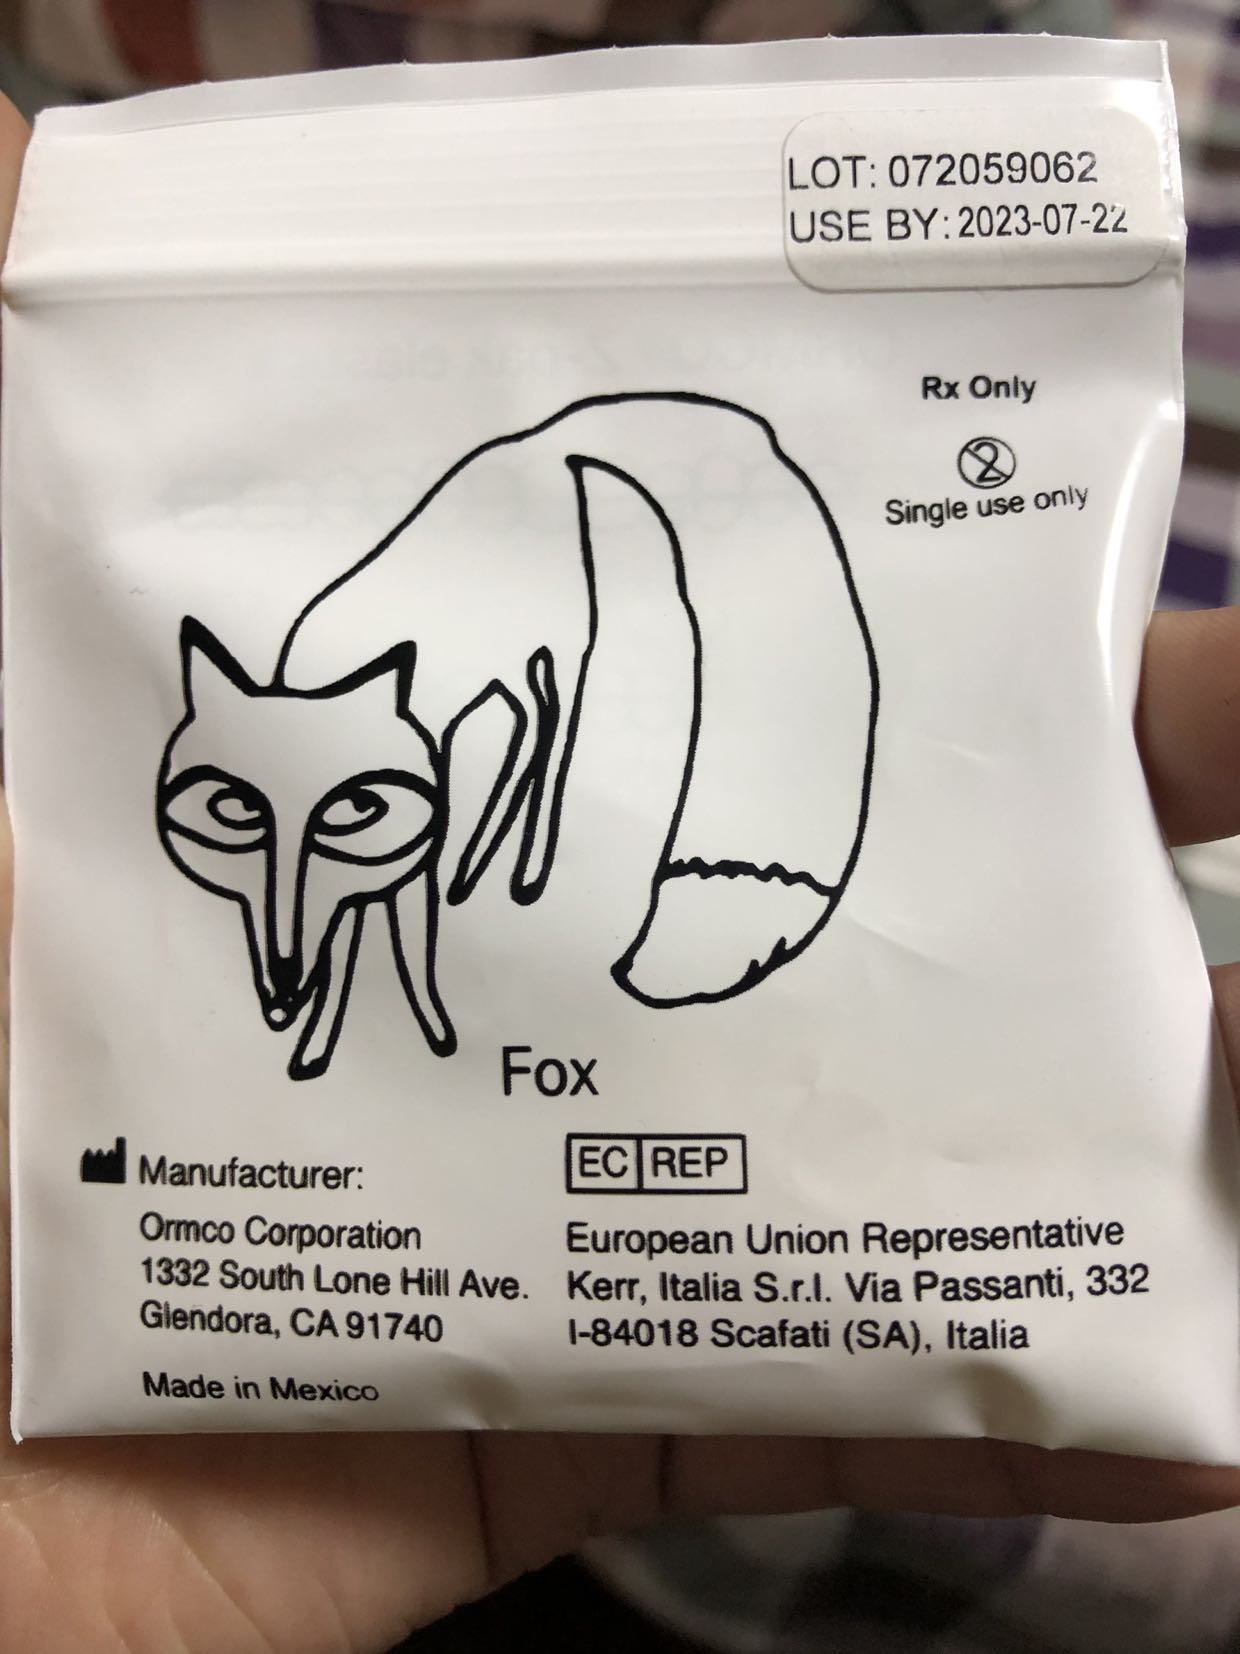 LOT: 072059062
USE BY: 2023-07-22
Rx Only
2
Single use only
Fox
Manufacturer:
Ormco Corporation
1332 South Lone Hill Ave.
Glendora, CA 91740
Made in Mexico
EC REP
European Union Representative
Kerr, Italia S.r.l. Via Passanti, 332
I-84018 Scafati (SA), Italia